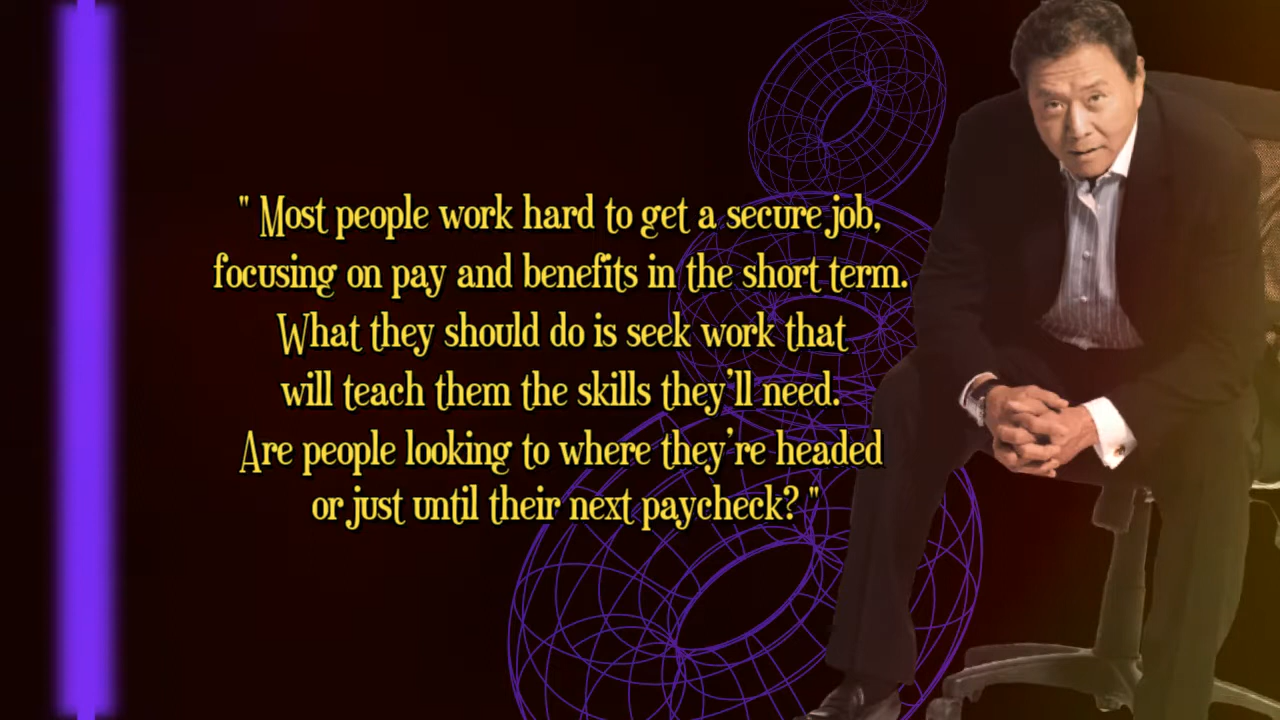 " Most people work hard to get a secure job,
focusing on pay and benefits in the short term.
What they should do is seek work that
will teach them the skills they’ll need.
Are people looking to where they’re headed
or just until their next paycheck? "